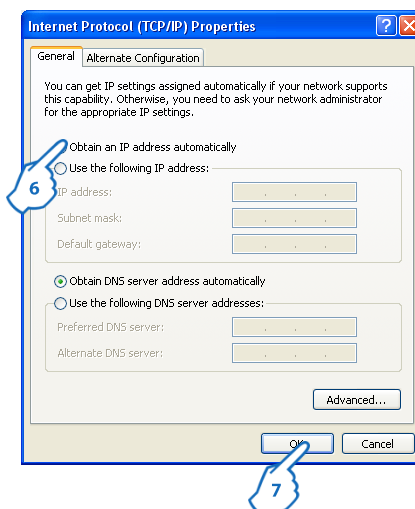 Internet Protocol (TCP/IP) Properties
General Alternate Configuration
You can get IP settings assigned automatically if your network supports
this capability. Otherwise, you need to ask your network administrator
for the appropriate IP settings.
Obtain an IP address automatically
Use the following IP address:
6
IP address:
Subnet mask:
Default gateway:
Obtain DNS server address automatically
Use the following DNS server addresses:
Preferred DNS server:
Alternate DNS server:
Advanced...
OK Cancel
7